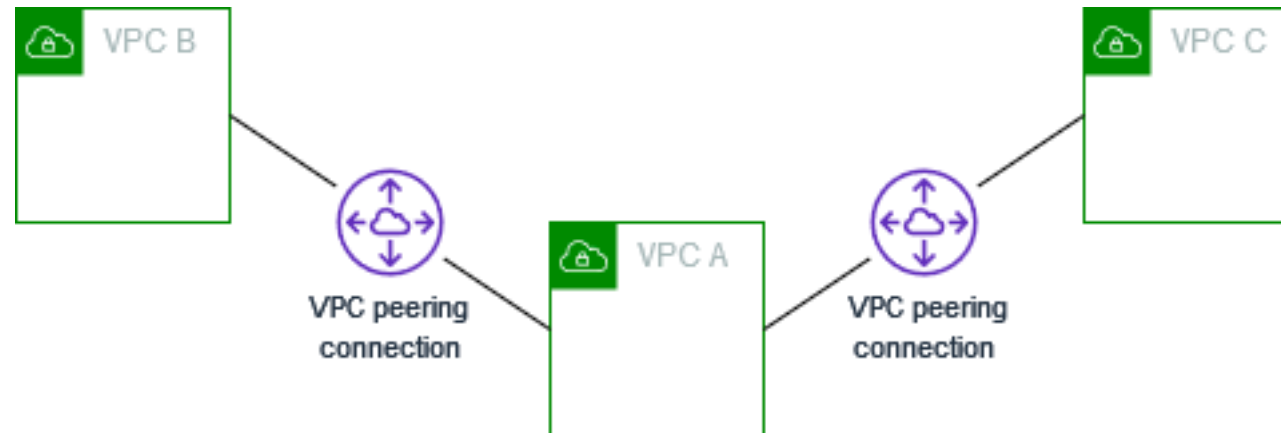 VPC B
VPC C
VPC A
VPC peering
connection
VPC peering
connection